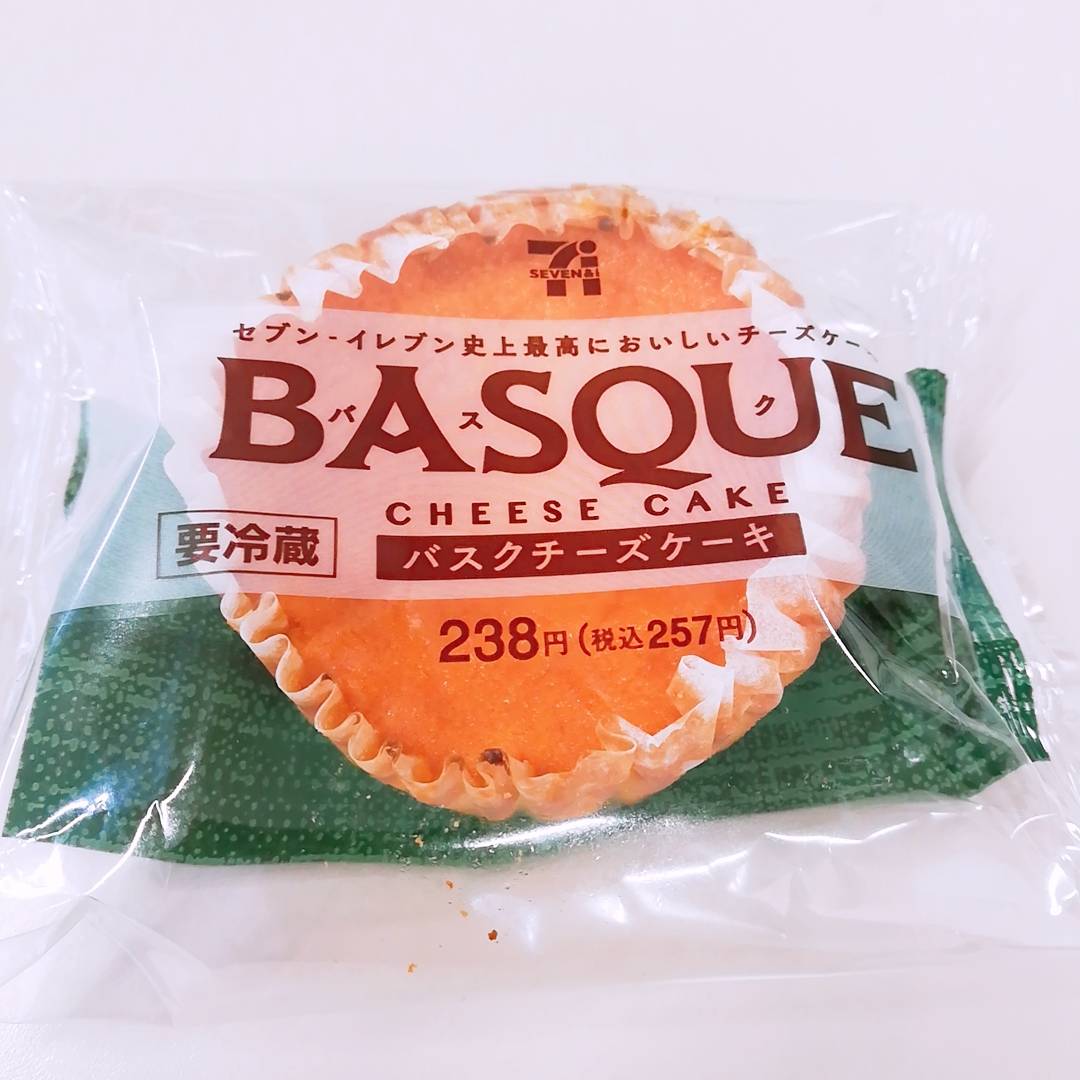 7i
SEVEN&i
セブン-イレブン史上最高においしいチーズケー
BASQUE
バスク
CHEESE CAKE
要冷蔵
バスクチーズケーキ
238円(税込257円)